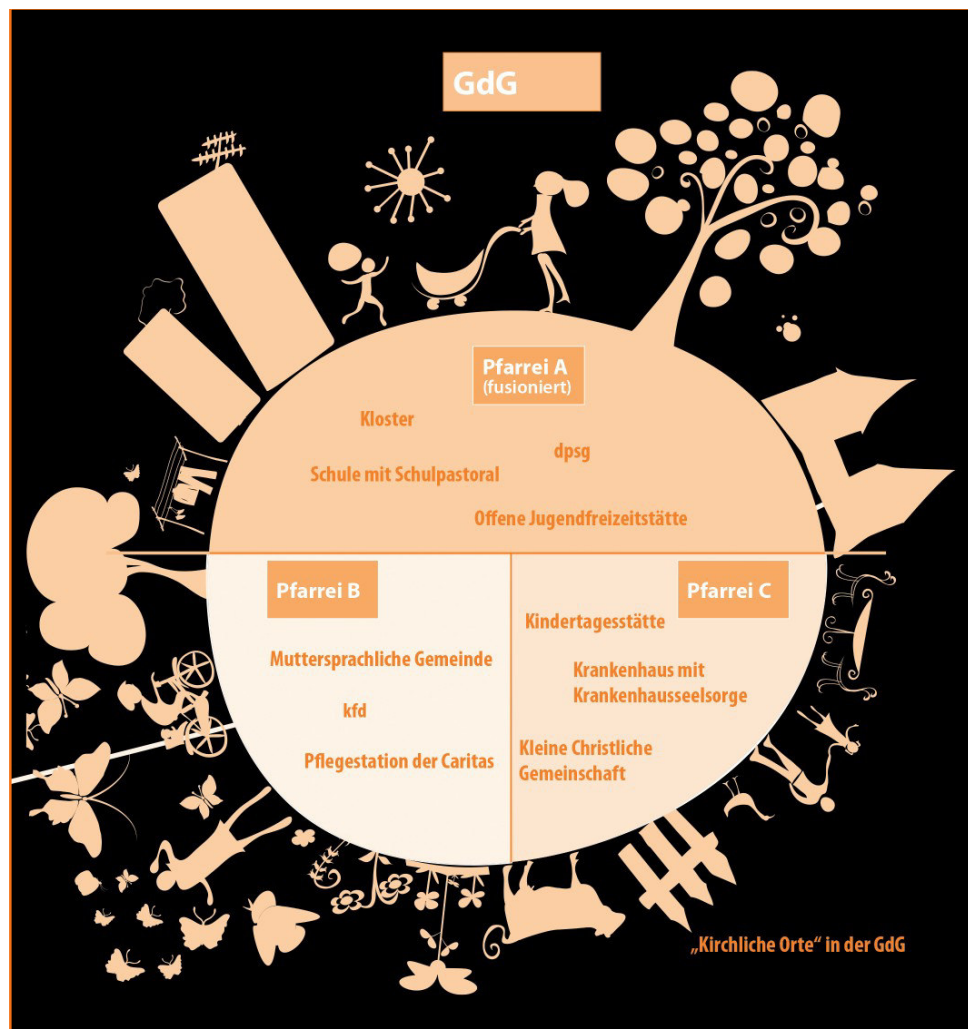 GdG
Pfarrei A
(fusioniert)
Kloster
dpsg
Schule mit Schulpastoral
Offene Jugendfreizeitstätte
Pfarrei B
Muttersprachliche Gemeinde
kfd
Pflegestation der Caritas
Pfarrei C
Kindertagesstätte
Krankenhaus mit
Krankenhausseelsorge
Kleine Christliche
Gemeinschaft
„Kirchliche Orte“ in der GdG